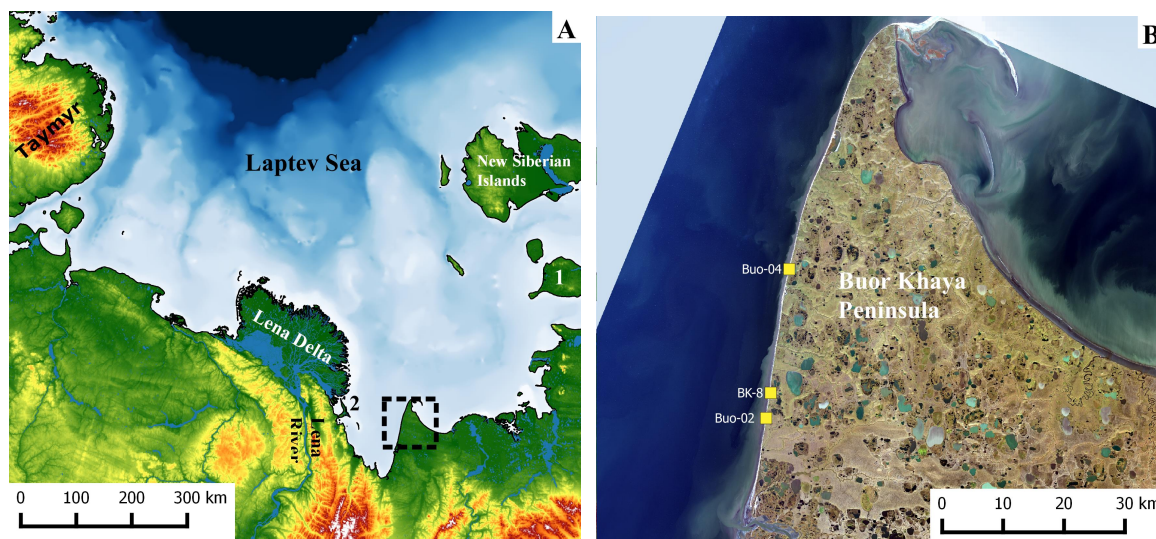 A
Taymyr
Laptev Sea
New Siberian
Islands
1
Lena Delta
2
Lena
River
0 100 200 300 km
B
Buo-04
Buor Khaya
Peninsula
BK-8
Buo-02
0 10 20 30 km